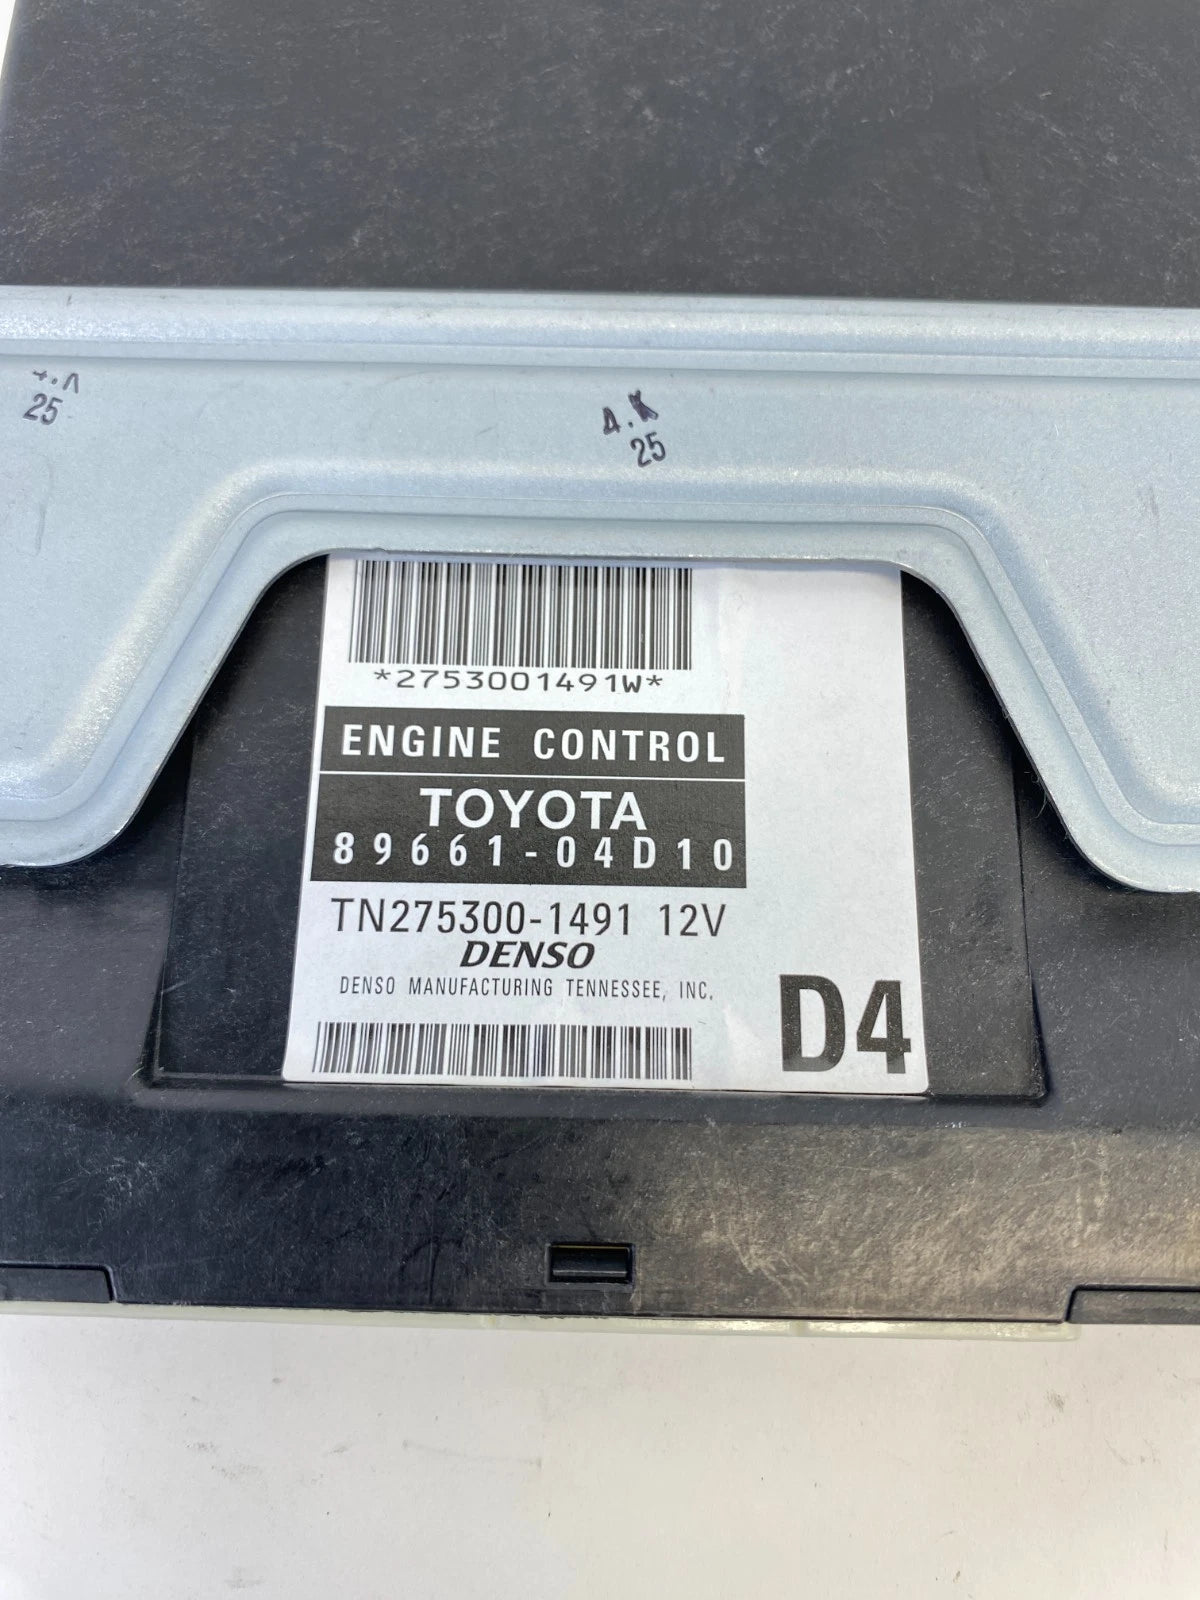 25
A.K
25
*2753001491W*
ENGINE CONTROL
TOYOTA
89661-04D10
TN275300-1491 12V
DENSO
DENSO MANUFACTURING TENNESSEE, INC.
D4